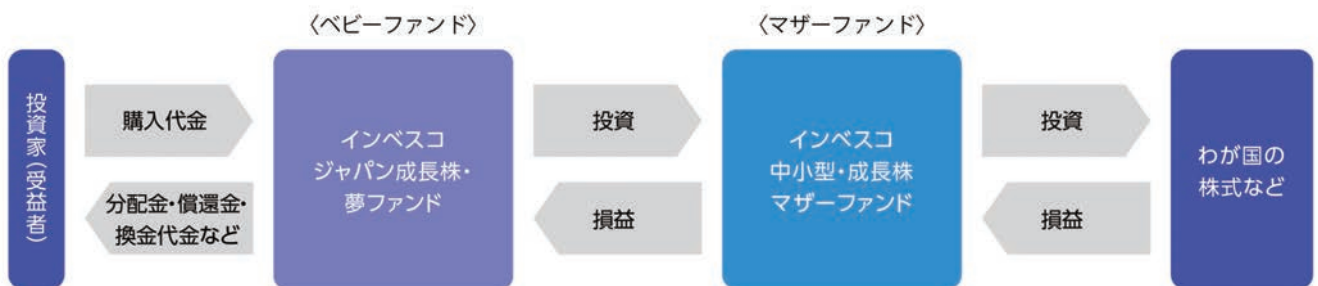 〈ベビーファンド〉
〈マザーファンド〉
投資家(受益者)
購入代金
分配金・償還金・
換金代金など
インベスコ
ジャパン成長株・
夢ファンド
投資
損益
インベスコ
中小型・成長株
マザーファンド
投資
損益
わが国の
株式など